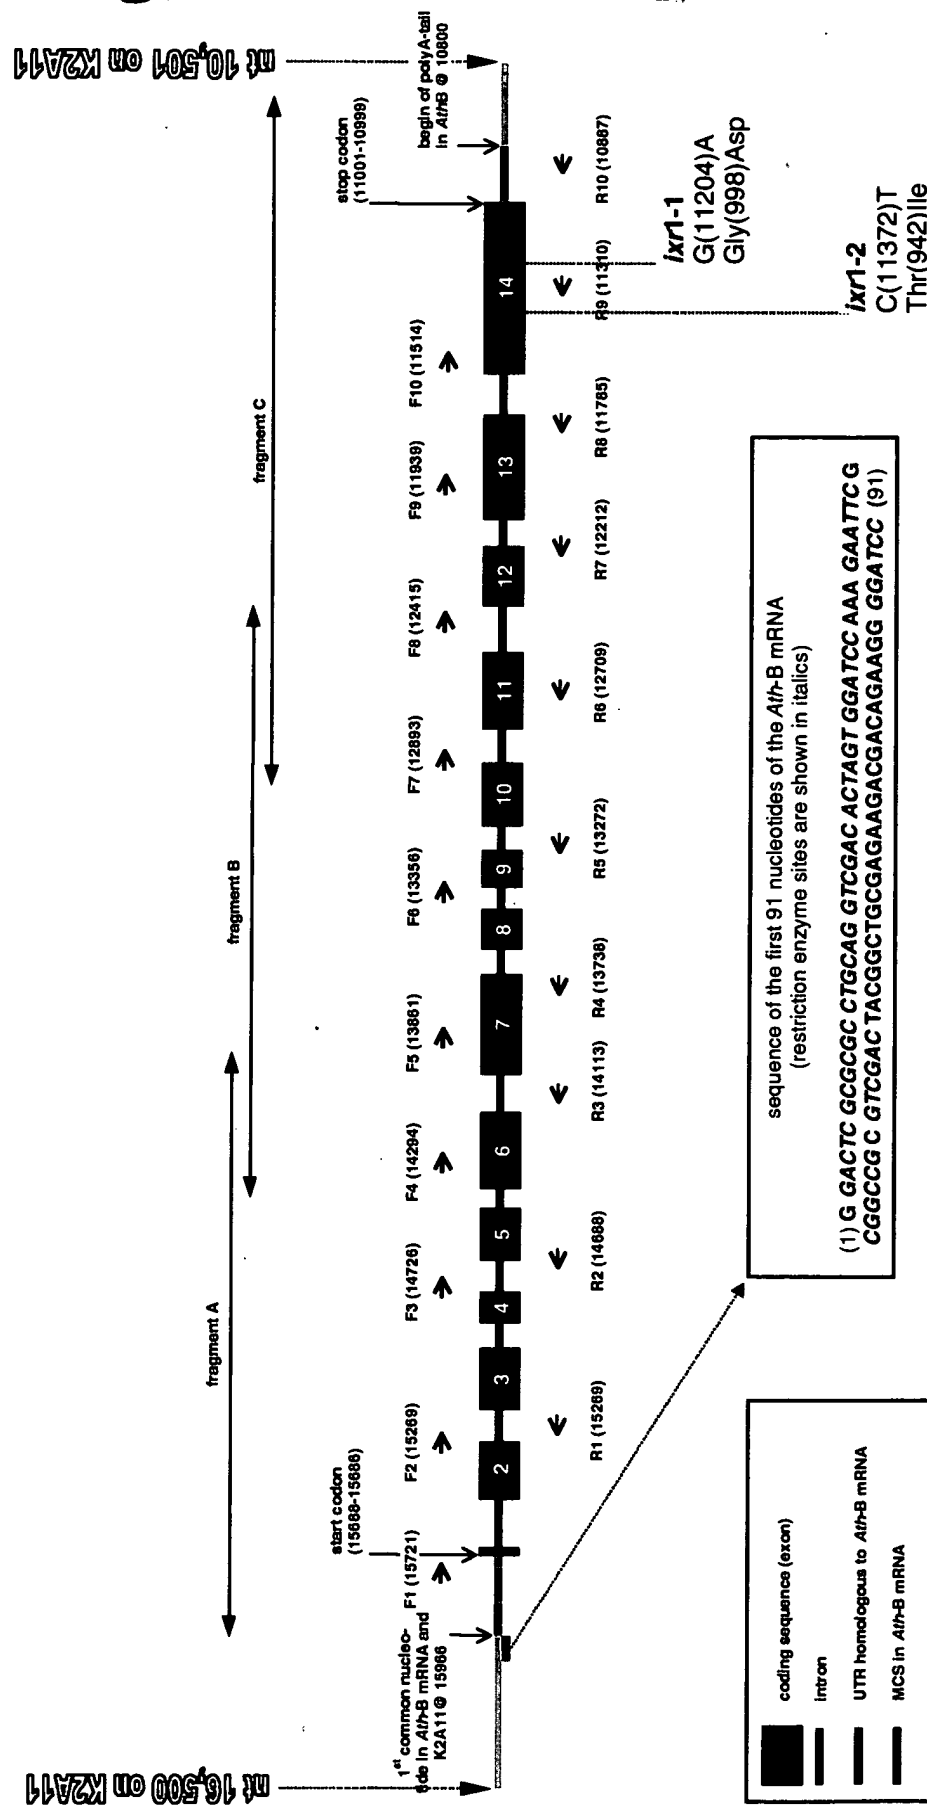 nt 16,500 on K2A11
nt 10,501 on K2A11
fragment A
fragment B
fragment C
1st common nucleo-
tide in Ath-B mRNA and
K2A11@ 15966
start codon
(15688-15686)
stop codon
(11001-10999)
begin of polyA-tail
in AthB @ 10800
F1 (15721)
F2 (15269)
F3 (14726)
F4 (14294)
F5 (13861)
F6 (13356)
F7 (12893)
F8 (12415)
F9 (11939)
F10 (11514)
2
3
4
5
6
7
8
9
10
11
12
13
14
R1 (15269)
R2 (14688)
R3 (14113)
R4 (13738)
R5 (13272)
R6 (12709)
R7 (12212)
R8 (11785)
R9 (11310)
R10 (10887)
ixr1-1
G(11204)A
Gly(998)Asp
ixr1-2
C(11372)T
Thr(942)Ile
coding sequence (exon)
intron
UTR homologous to Ath-B mRNA
MCS in Ath-B mRNA
sequence of the first 91 nucleotides of the Ath-B mRNA
(restriction enzyme sites are shown in italics)
(1) G GACTC GCGCGC CTGCAG GTCGAC ACTAGT GGATCC AAA GAATTC G
CGGCCG C GTCGAC TACGGCTGCGAGAAGACGACAGAAGG GGATCC (91)